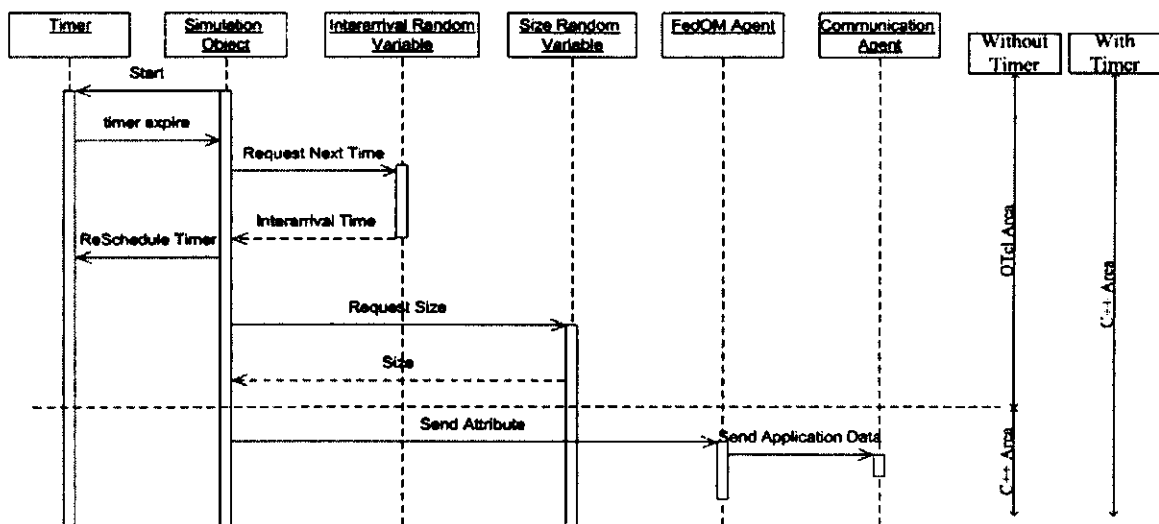 Timer
Simulation
Object
Interarrival Random
Variable
Size Random
Variable
FedOM Agent
Communication
Agent
Without
Timer
With
Timer
Start
timer expire
Request Next Time
Interarrival Time
ReSchedule Timer
Request Size
Size
Send Attribute
Send Application Data
OTcl Area
C++ Area
C++ Area